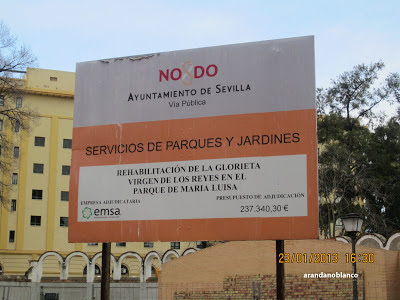 NO8DO
AYUNTAMIENTO DE SEVILLA
Vía Pública
SERVICIOS DE PARQUES Y JARDINES
REHABILITACIÓN DE LA GLORIETA
VIRGEN DE LOS REYES EN EL
PARQUE DE MARIA LUISA
EMPRESA ADJUDICATARIA
emsa
PRESUPUESTO DE ADJUDICACIÓN
237.340,30 €
23/01/2013 16:30
arandanoblanco